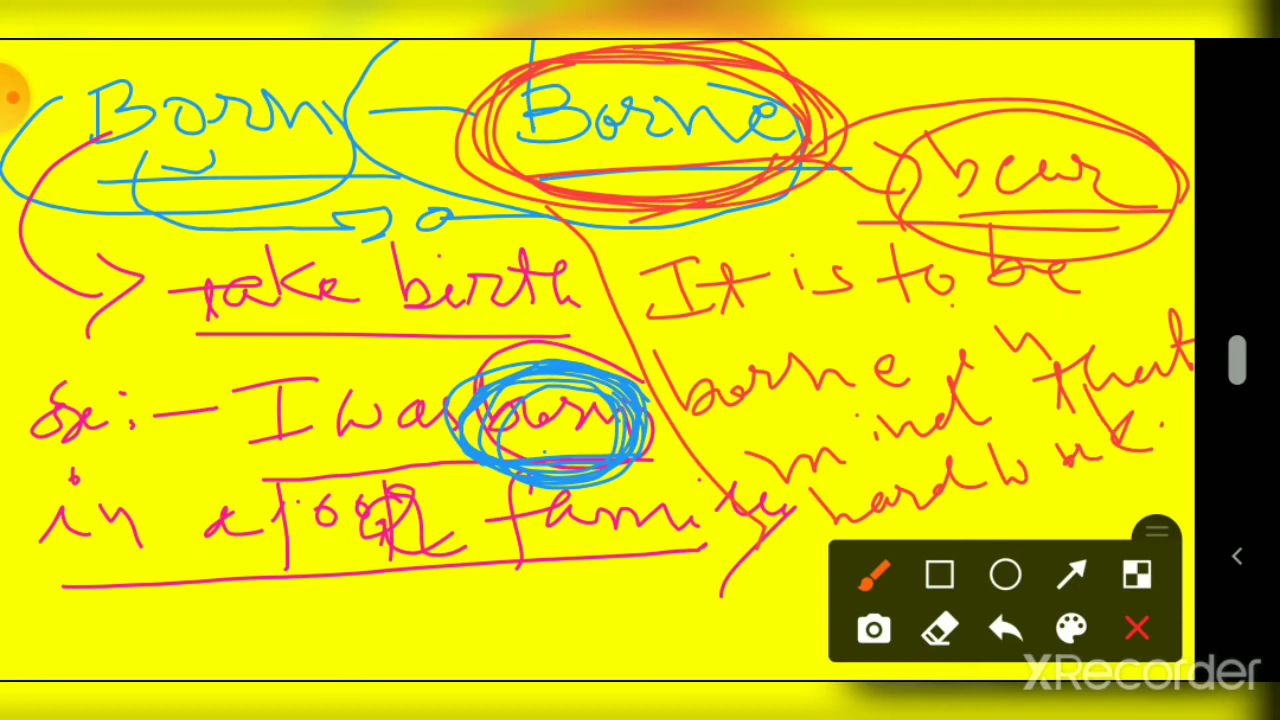 Born — Borne
bear
take birth
Ex:- I was born
in a poor family
It is to be
borne in
mind that
hard work.
XRecorder